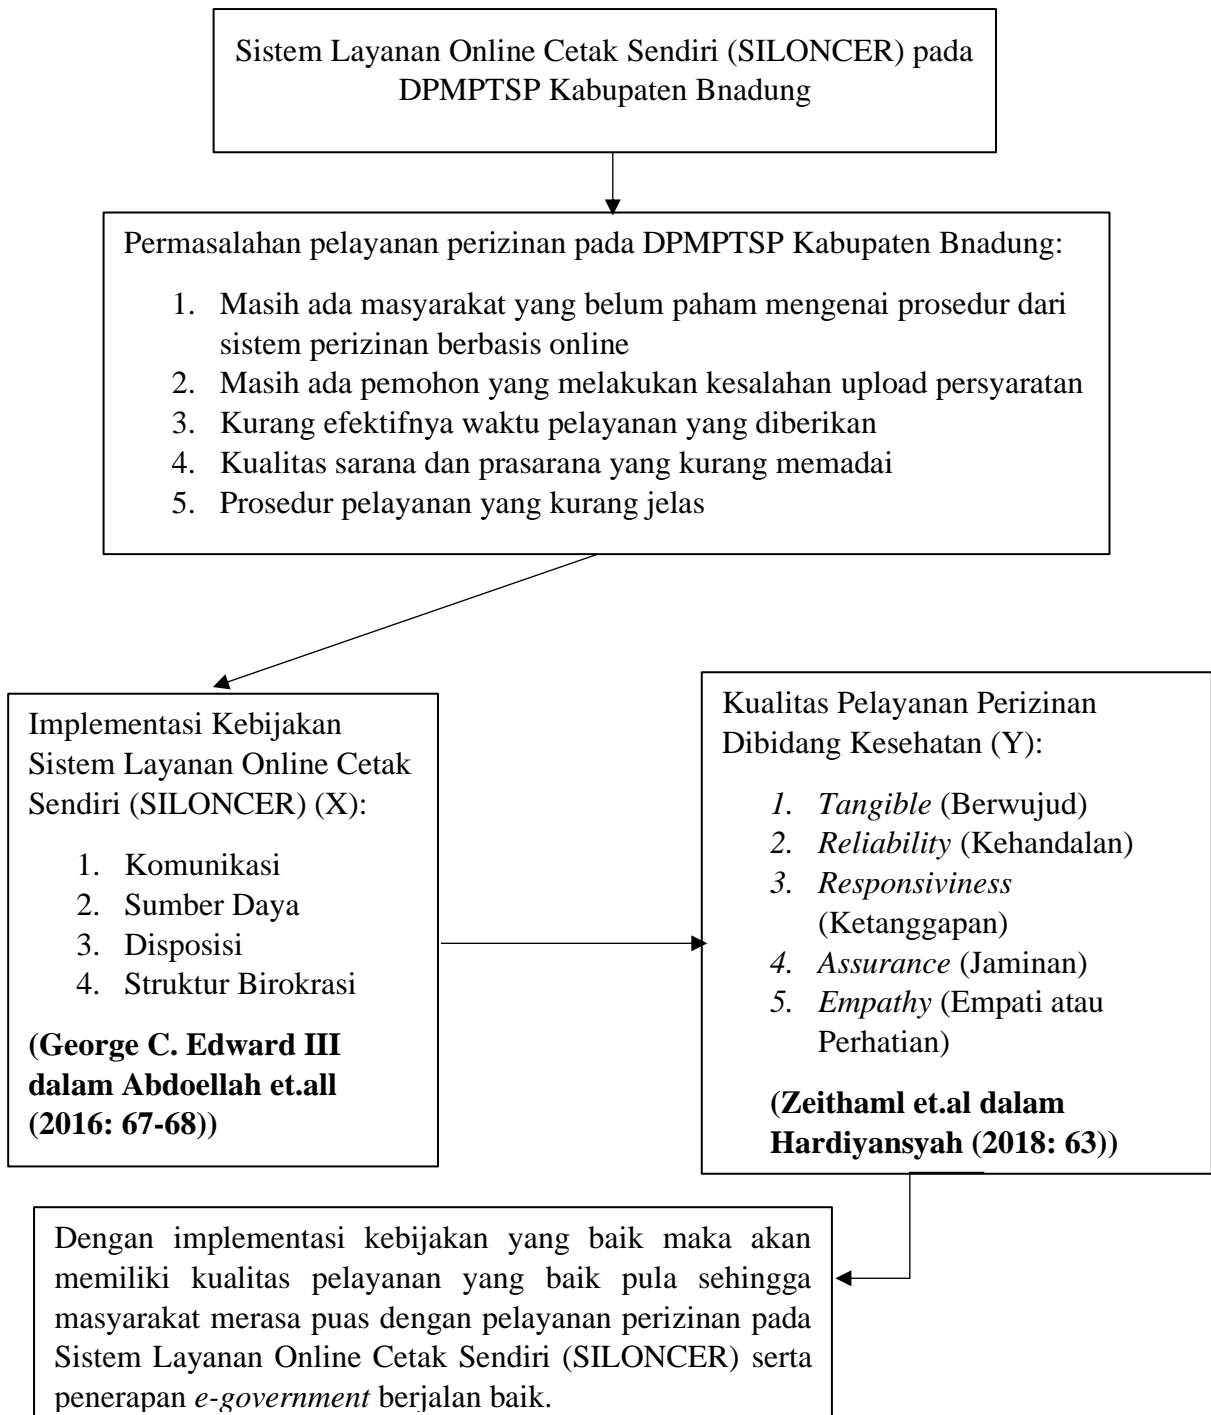 Sistem Layanan Online Cetak Sendiri (SILONCER) pada
DPMPTSP Kabupaten Bnadung
Permasalahan pelayanan perizinan pada DPMPTSP Kabupaten Bnadung:
1. Masih ada masyarakat yang belum paham mengenai prosedur dari
sistem perizinan berbasis online
2. Masih ada pemohon yang melakukan kesalahan upload persyaratan
3. Kurang efektifnya waktu pelayanan yang diberikan
4. Kualitas sarana dan prasarana yang kurang memadai
5. Prosedur pelayanan yang kurang jelas
Implementasi Kebijakan
Sistem Layanan Online Cetak
Sendiri (SILONCER) (X):
1. Komunikasi
2. Sumber Daya
3. Disposisi
4. Struktur Birokrasi
(George C. Edward III
dalam Abdoellah et.all
(2016: 67-68))
Kualitas Pelayanan Perizinan
Dibidang Kesehatan (Y):
1. Tangible (Berwujud)
2. Reliability (Kehandalan)
3. Responsiviness
(Ketanggapan)
4. Assurance (Jaminan)
5. Empathy (Empati atau
Perhatian)
(Zeithaml et.al dalam
Hardiyansyah (2018: 63))
Dengan implementasi kebijakan yang baik maka akan
memiliki kualitas pelayanan yang baik pula sehingga
masyarakat merasa puas dengan pelayanan perizinan pada
Sistem Layanan Online Cetak Sendiri (SILONCER) serta
penerapan e-government berjalan baik.